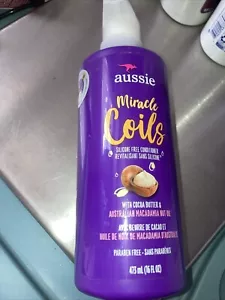 aussie
Miracle
Coils
SILICONE FREE CONDITIONER
REVITALISANT SANS SILICONE
WITH COCOA BUTTER &
AUSTRALIAN MACADAMIA NUT OIL
AVEC BEURRE DE CACAO ET
HUILE DE NOIX DE MACADAMIA D'AUSTRALIE
PARABEN FREE - SANS PARABÈNES
475 mL (16 FL OZ)